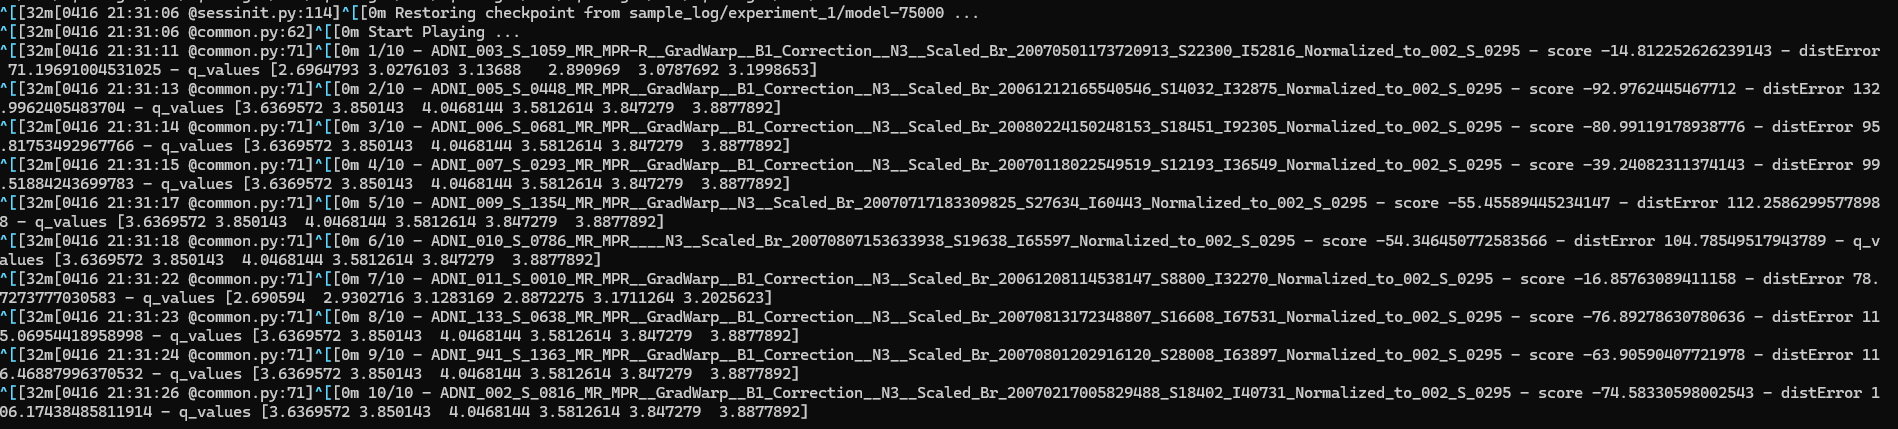 ^[[32m[0416 21:31:06 @sessinit.py:114]^[[0m Restoring checkpoint from sample_log/experiment_1/model-75000 ...
^[[32m[0416 21:31:06 @common.py:62]^[[0m Start Playing ...
^[[32m[0416 21:31:11 @common.py:71]^[[0m 1/10 - ADNI_003_S_1059_MR_MPR-R__GradWarp__B1_Correction__N3__Scaled_Br_20070501173720913_S22300_I52816_Normalized_to_002_S_0295 - score -14.812252626239143 - distError
 71.19691004531025 - q_values [2.6964793 3.0276103 3.13688   2.890969  3.0787692 3.1998653]
^[[32m[0416 21:31:13 @common.py:71]^[[0m 2/10 - ADNI_005_S_0448_MR_MPR__GradWarp__B1_Correction__N3__Scaled_Br_20061212165540546_S14032_I32875_Normalized_to_002_S_0295 - score -92.9762445467712 - distError 132
.9962405483704 - q_values [3.6369572 3.850143  4.0468144 3.5812614 3.847279  3.8877892]
^[[32m[0416 21:31:14 @common.py:71]^[[0m 3/10 - ADNI_006_S_0681_MR_MPR__GradWarp__B1_Correction__N3__Scaled_Br_20080224150248153_S18451_I92305_Normalized_to_002_S_0295 - score -80.99119178938776 - distError 95
.81753492967766 - q_values [3.6369572 3.850143  4.0468144 3.5812614 3.847279  3.8877892]
^[[32m[0416 21:31:15 @common.py:71]^[[0m 4/10 - ADNI_007_S_0293_MR_MPR__GradWarp__B1_Correction__N3__Scaled_Br_20070118022549519_S12193_I36549_Normalized_to_002_S_0295 - score -39.24082311374143 - distError 99
.51884243699783 - q_values [3.6369572 3.850143  4.0468144 3.5812614 3.847279  3.8877892]
^[[32m[0416 21:31:17 @common.py:71]^[[0m 5/10 - ADNI_009_S_1354_MR_MPR__GradWarp__N3__Scaled_Br_20070717183309825_S27634_I60443_Normalized_to_002_S_0295 - score -55.45589445234147 - distError 112.2586299577898
8 - q_values [3.6369572 3.850143  4.0468144 3.5812614 3.847279  3.8877892]
^[[32m[0416 21:31:18 @common.py:71]^[[0m 6/10 - ADNI_010_S_0786_MR_MPR____N3__Scaled_Br_20070807153633938_S19638_I65597_Normalized_to_002_S_0295 - score -54.346450772583566 - distError 104.78549517943789 - q_v
alues [3.6369572 3.850143  4.0468144 3.5812614 3.847279  3.8877892]
^[[32m[0416 21:31:22 @common.py:71]^[[0m 7/10 - ADNI_011_S_0010_MR_MPR__GradWarp__B1_Correction__N3__Scaled_Br_20061208114538147_S8800_I32270_Normalized_to_002_S_0295 - score -16.85763089411158 - distError 78.
7273777030583 - q_values [2.690594  2.9302716 3.1283169 2.8872275 3.1711264 3.2025623]
^[[32m[0416 21:31:23 @common.py:71]^[[0m 8/10 - ADNI_133_S_0638_MR_MPR__GradWarp__B1_Correction__N3__Scaled_Br_20070813172348807_S16608_I67531_Normalized_to_002_S_0295 - score -76.89278630780636 - distError 11
5.06954418958998 - q_values [3.6369572 3.850143  4.0468144 3.5812614 3.847279  3.8877892]
^[[32m[0416 21:31:24 @common.py:71]^[[0m 9/10 - ADNI_941_S_1363_MR_MPR__GradWarp__B1_Correction__N3__Scaled_Br_20070801202916120_S28008_I63897_Normalized_to_002_S_0295 - score -63.90590407721978 - distError 11
6.46887996370532 - q_values [3.6369572 3.850143  4.0468144 3.5812614 3.847279  3.8877892]
^[[32m[0416 21:31:26 @common.py:71]^[[0m 10/10 - ADNI_002_S_0816_MR_MPR__GradWarp__B1_Correction__N3__Scaled_Br_20070217005829488_S18402_I40731_Normalized_to_002_S_0295 - score -74.58330598002543 - distError 1
06.17438485811914 - q_values [3.6369572 3.850143  4.0468144 3.5812614 3.847279  3.8877892]